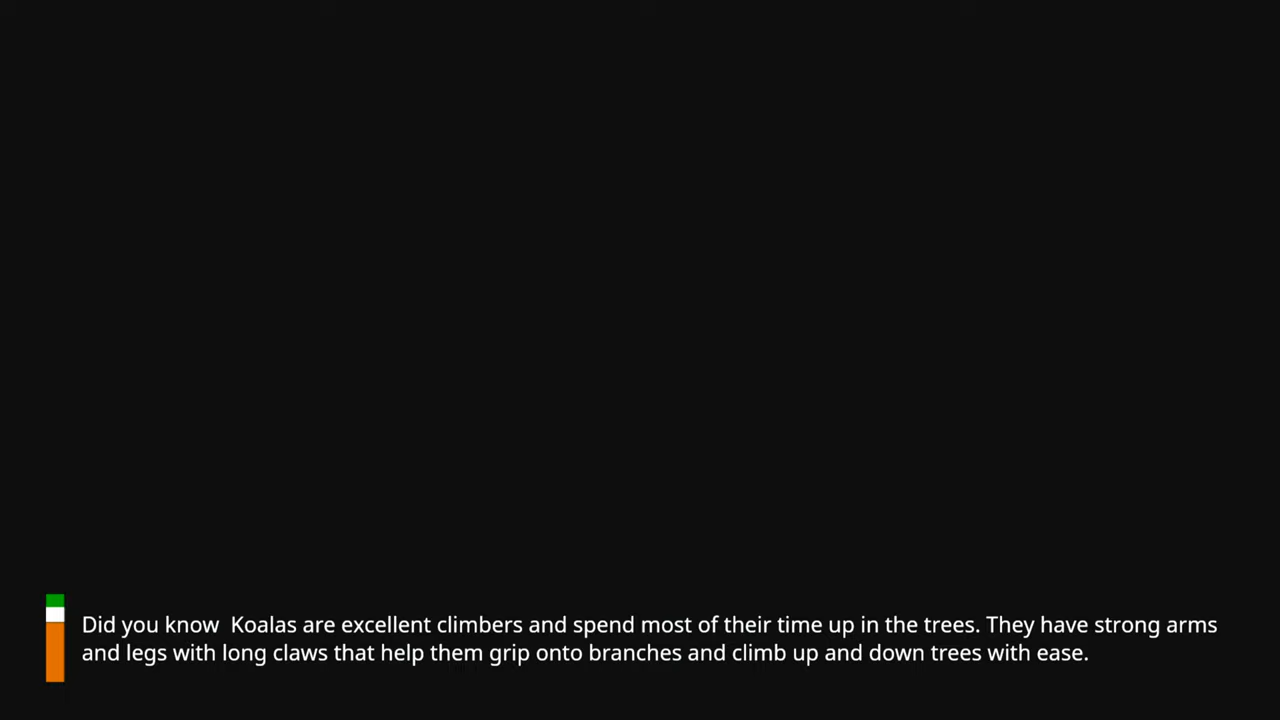 Did you know  Koalas are excellent climbers and spend most of their time up in the trees. They have strong arms
and legs with long claws that help them grip onto branches and climb up and down trees with ease.